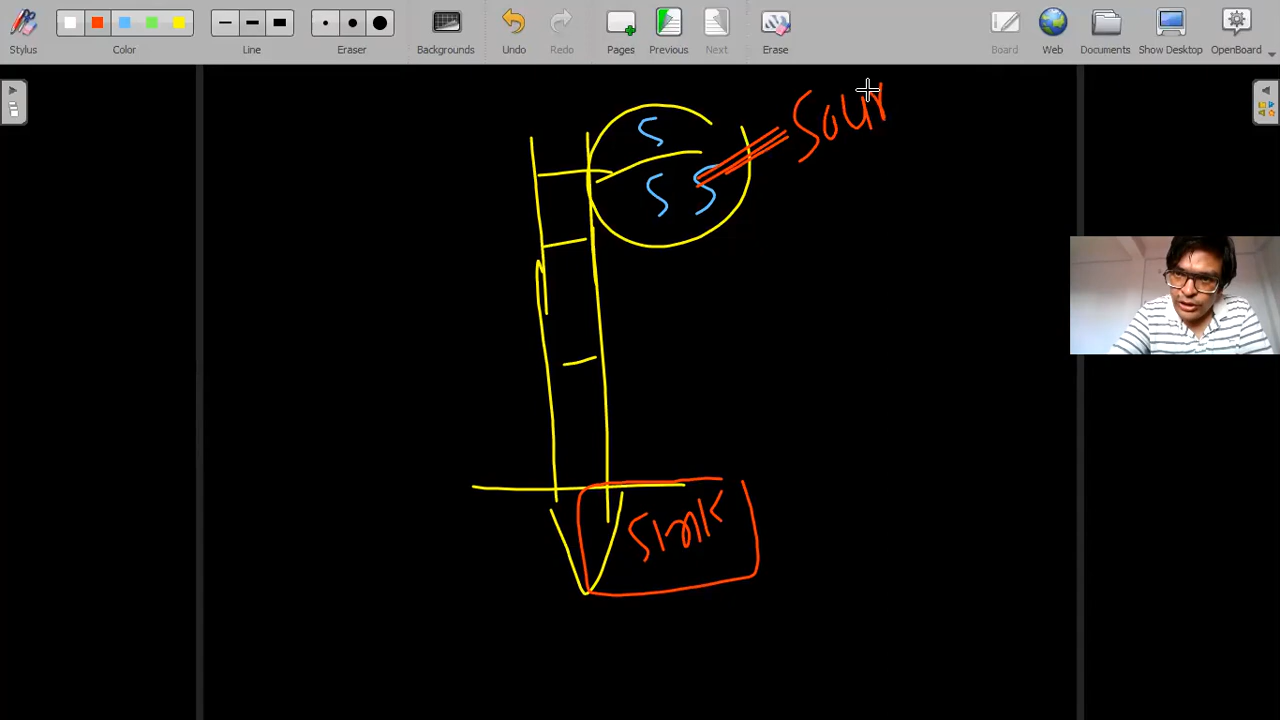 Stylus
Color
Line
Eraser
Backgrounds
Undo
Redo
Pages
Previous
Next
Erase
Board
Web
Documents
Show Desktop
OpenBoard
S
S S
Sour
Sink